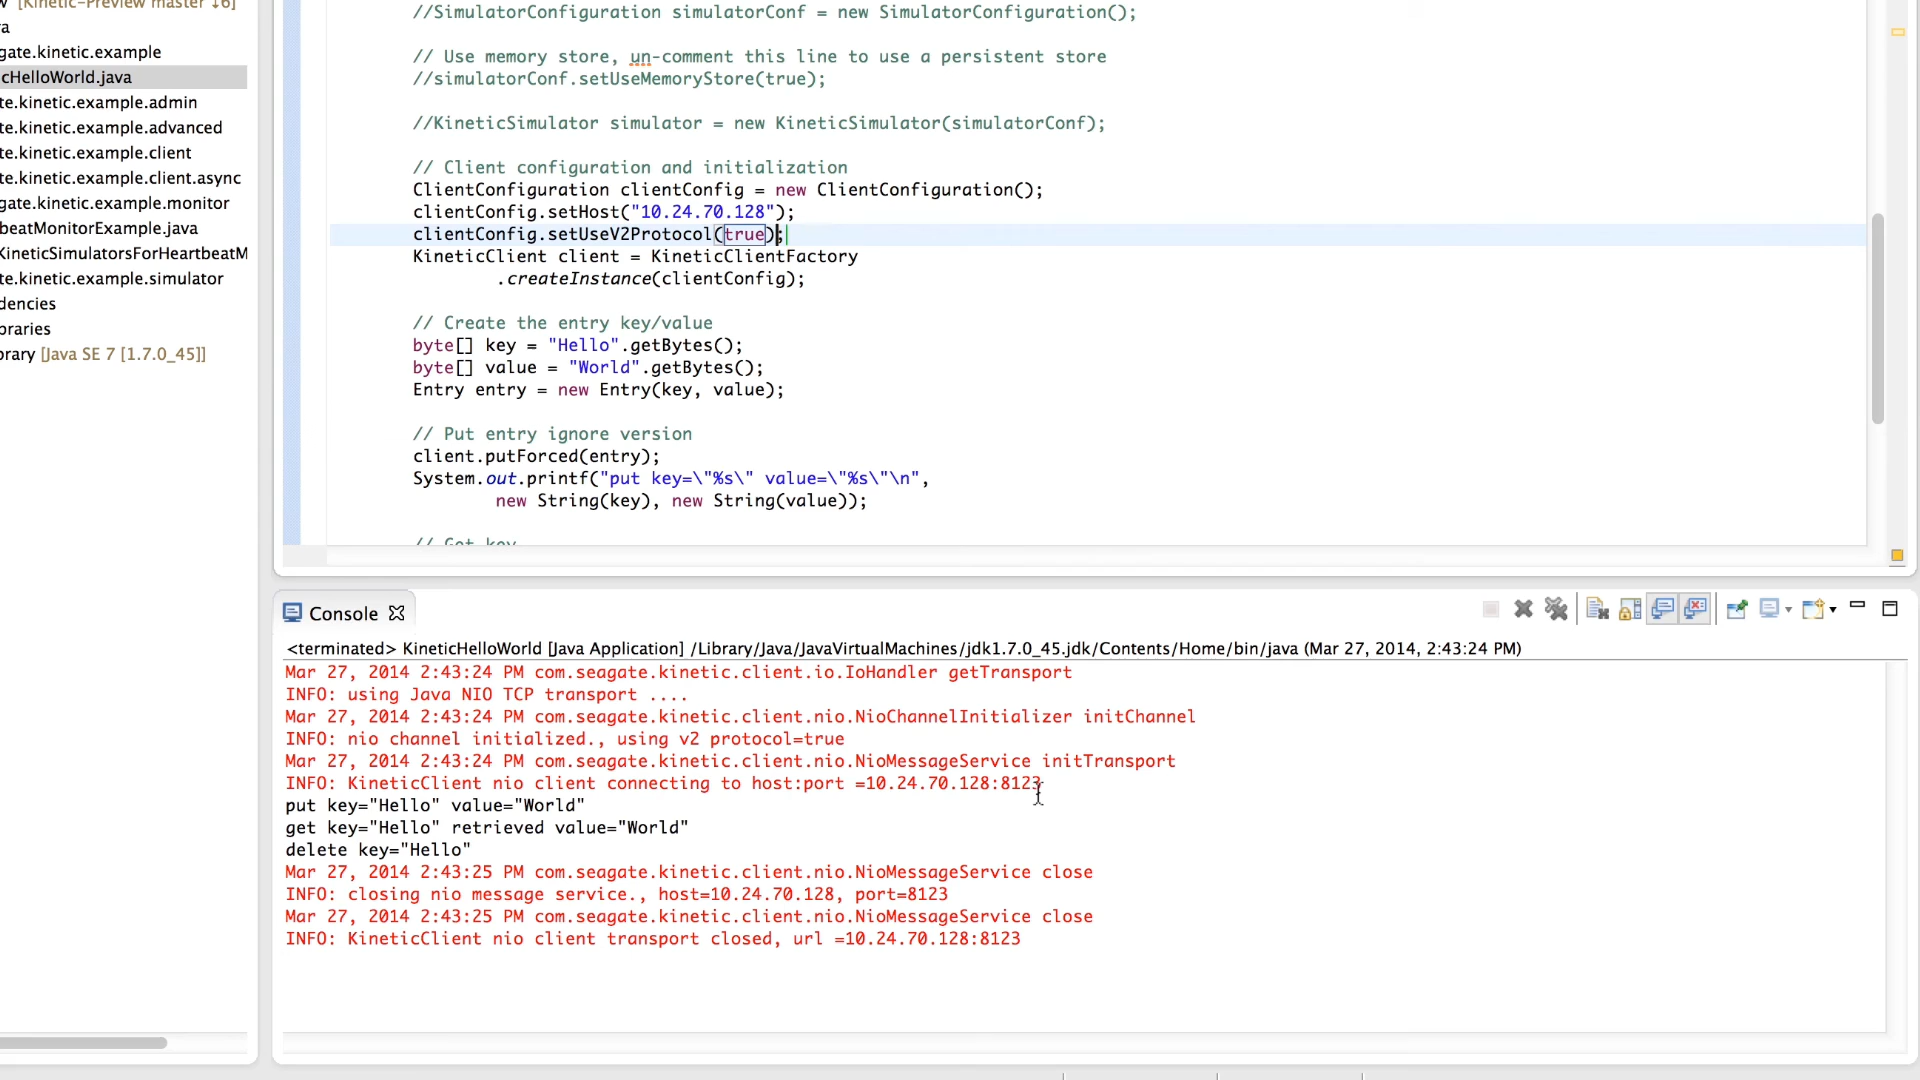 [Kinetic-Preview master ↓6]
gate.kinetic.example
cHelloWorld.java
te.kinetic.example.admin
te.kinetic.example.advanced
te.kinetic.example.client
te.kinetic.example.client.async
gate.kinetic.example.monitor
beatMonitorExample.java
KineticSimulatorsForHeartbeatM
te.kinetic.example.simulator
dencies
braries
brary [Java SE 7 [1.7.0_45]]
//SimulatorConfiguration simulatorConf = new SimulatorConfiguration();
// Use memory store, un-comment this line to use a persistent store
//simulatorConf.setUseMemoryStore(true);
//KineticSimulator simulator = new KineticSimulator(simulatorConf);
// Client configuration and initialization
ClientConfiguration clientConfig = new ClientConfiguration();
clientConfig.setHost("10.24.70.128");
clientConfig.setUseV2Protocol(true);
KineticClient client = KineticClientFactory
.createInstance(clientConfig);
// Create the entry key/value
byte[] key = "Hello".getBytes();
byte[] value = "World".getBytes();
Entry entry = new Entry(key, value);
// Put entry ignore version
client.putForced(entry);
System.out.printf("put key=\"%s\" value=\"%s\"\n",
new String(key), new String(value));
// Get key
Console
<terminated> KineticHelloWorld [Java Application] /Library/Java/JavaVirtualMachines/jdk1.7.0_45.jdk/Contents/Home/bin/java (Mar 27, 2014, 2:43:24 PM)
Mar 27, 2014 2:43:24 PM com.seagate.kinetic.client.io.IoHandler getTransport
INFO: using Java NIO TCP transport ....
Mar 27, 2014 2:43:24 PM com.seagate.kinetic.client.nio.NioChannelInitializer initChannel
INFO: nio channel initialized., using v2 protocol=true
Mar 27, 2014 2:43:24 PM com.seagate.kinetic.client.nio.NioMessageService initTransport
INFO: KineticClient nio client connecting to host:port =10.24.70.128:8123
put key="Hello" value="World"
get key="Hello" retrieved value="World"
delete key="Hello"
Mar 27, 2014 2:43:25 PM com.seagate.kinetic.client.nio.NioMessageService close
INFO: closing nio message service., host=10.24.70.128, port=8123
Mar 27, 2014 2:43:25 PM com.seagate.kinetic.client.nio.NioMessageService close
INFO: KineticClient nio client transport closed, url =10.24.70.128:8123